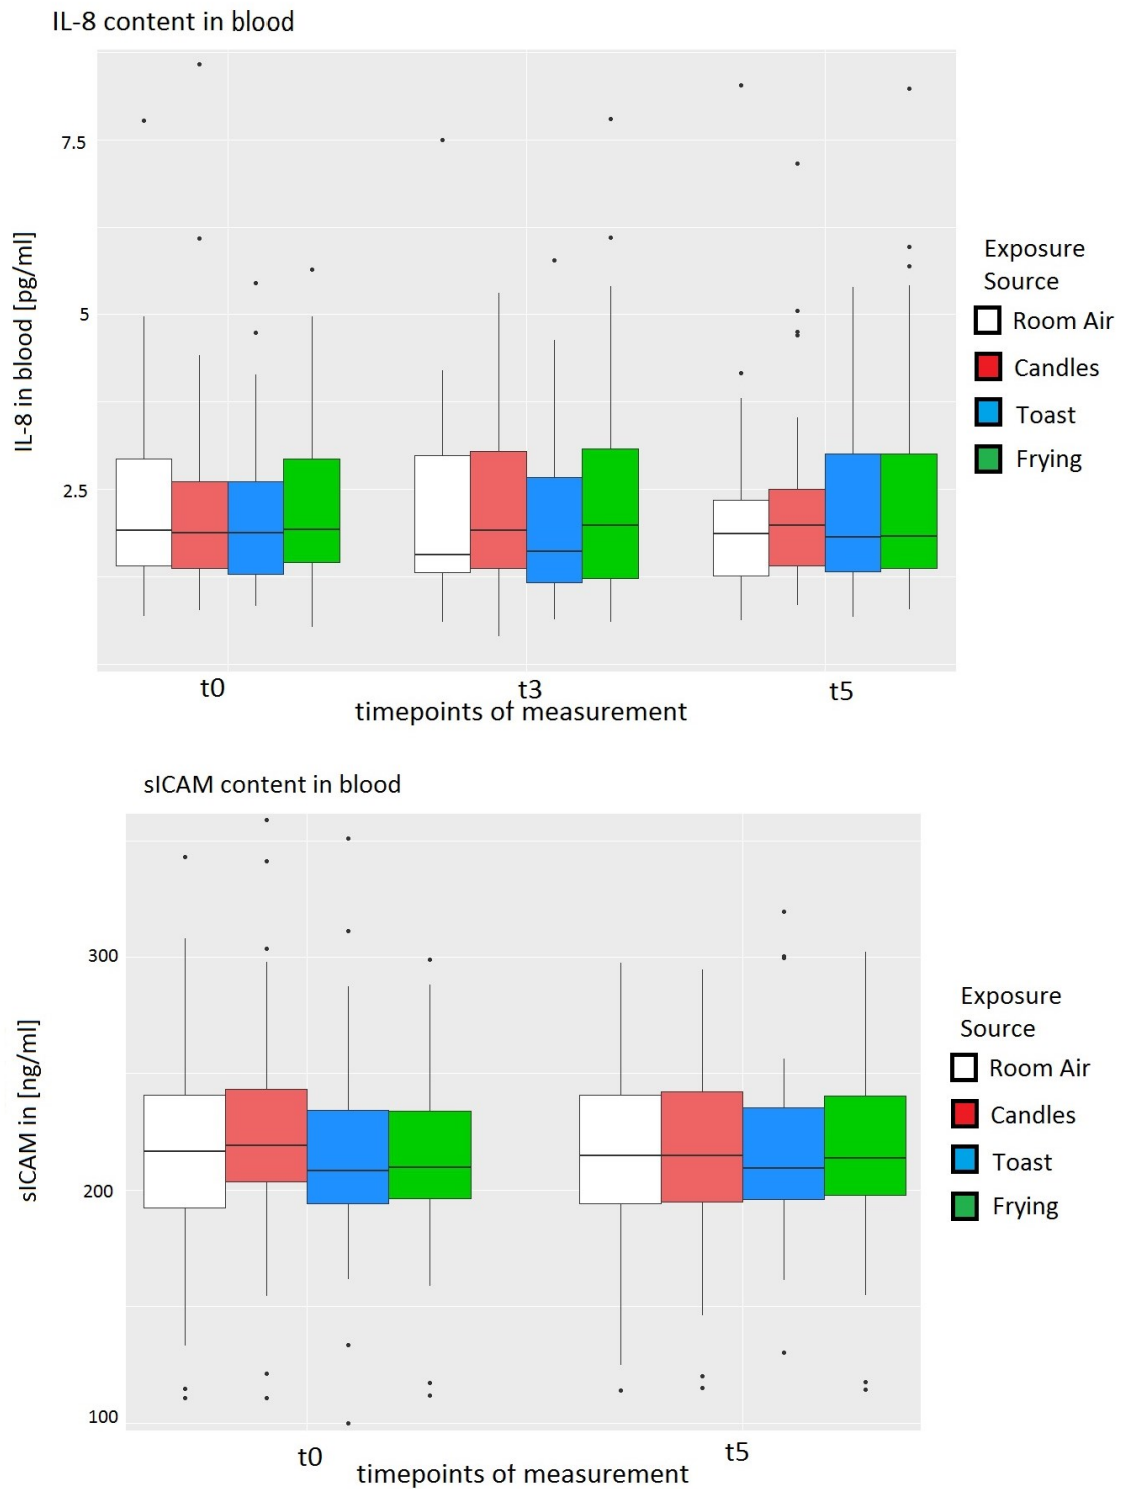 IL-8 content in blood
7.5
5
2.5
IL-8 in blood [pg/ml]
t0
t3
t5
timepoints of measurement
Exposure
Source
Room Air
Candles
Toast
Frying
sICAM content in blood
300
200
100
sICAM in [ng/ml]
t0
t5
timepoints of measurement
Exposure
Source
Room Air
Candles
Toast
Frying